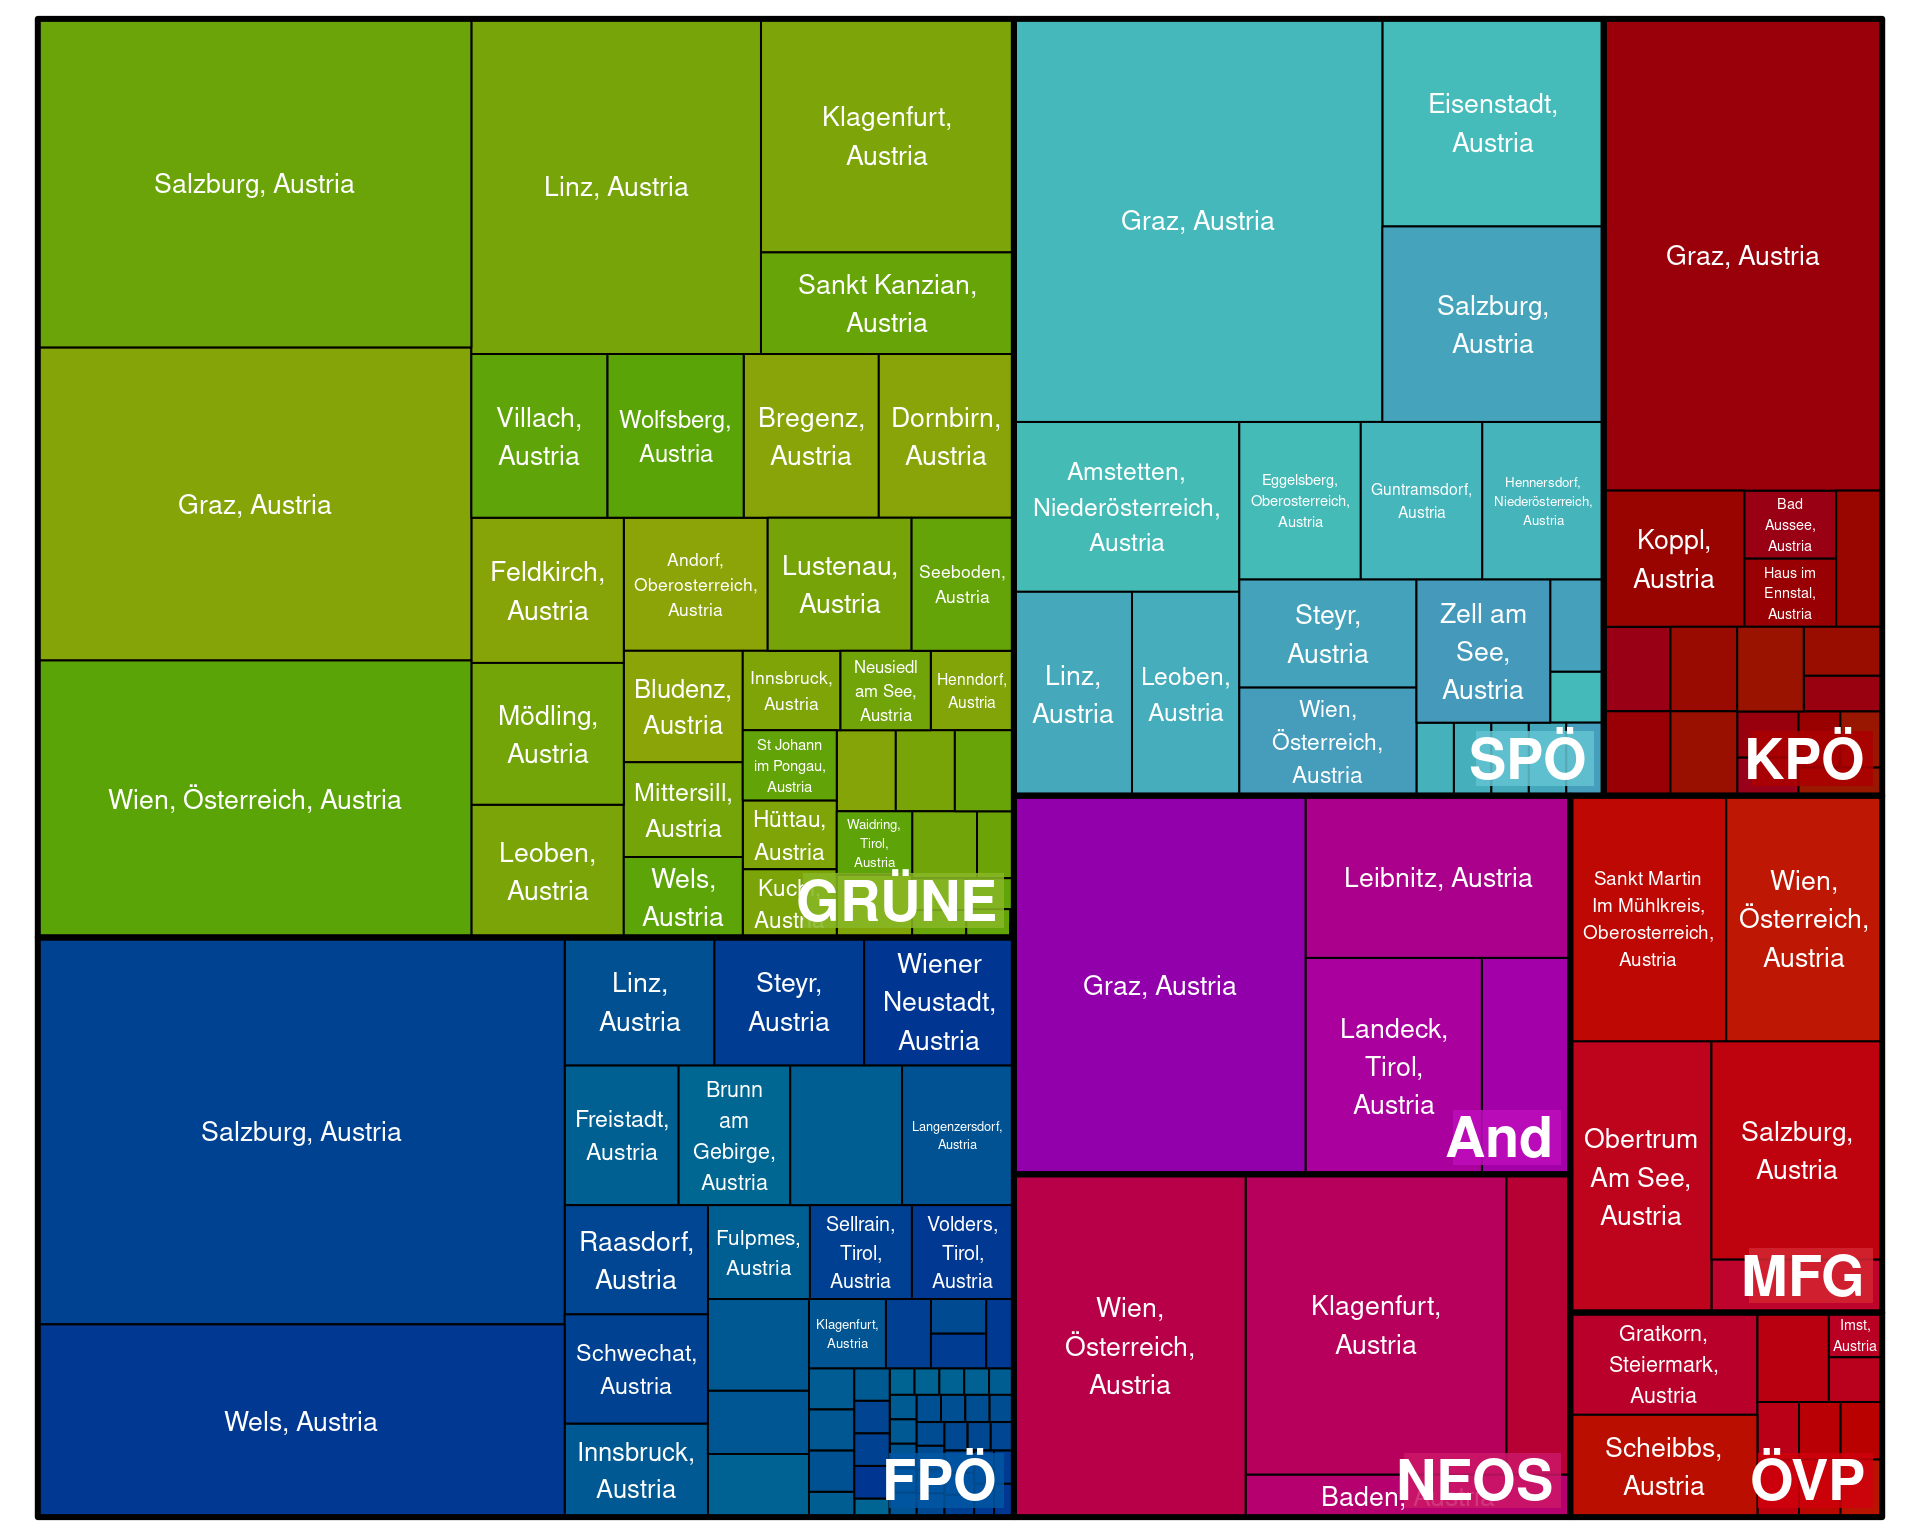 Salzburg, Austria
Linz, Austria
Klagenfurt,
Austria
Sankt Kanzian,
Austria
Graz, Austria
Villach,
Austria
Wolfsberg,
Austria
Bregenz,
Austria
Dornbirn,
Austria
Feldkirch,
Austria
Andorf,
Oberosterreich,
Austria
Lustenau,
Austria
Seeboden,
Austria
Wien, Österreich, Austria
Mödling,
Austria
Bludenz,
Austria
Innsbruck,
Austria
Neusiedl
am See,
Austria
Henndorf,
Austria
St Johann
im Pongau,
Austria
Mittersill,
Austria
Hüttau,
Austria
Waidring,
Tirol,
Austria
Leoben,
Austria
Wels,
Austria
Kuchl,
Austria
GRÜNE
Salzburg, Austria
Wels, Austria
Linz,
Austria
Steyr,
Austria
Wiener
Neustadt,
Austria
Freistadt,
Austria
Brunn
am
Gebirge,
Austria
Langenzersdorf,
Austria
Raasdorf,
Austria
Fulpmes,
Austria
Sellrain,
Tirol,
Austria
Volders,
Tirol,
Austria
Schwechat,
Austria
Klagenfurt,
Austria
Innsbruck,
Austria
FPÖ
Graz, Austria
Eisenstadt,
Austria
Salzburg,
Austria
Amstetten,
Niederösterreich,
Austria
Eggelsberg,
Oberosterreich,
Austria
Guntramsdorf,
Austria
Hennersdorf,
Niederösterreich,
Austria
Linz,
Austria
Leoben,
Austria
Steyr,
Austria
Zell am
See,
Austria
Wien,
Österreich,
Austria
SPÖ
Graz, Austria
Koppl,
Austria
Bad
Aussee,
Austria
Haus im
Ennstal,
Austria
KPÖ
Graz, Austria
Leibnitz, Austria
Landeck,
Tirol,
Austria
And
Wien,
Österreich,
Austria
Klagenfurt,
Austria
Baden, Austria
NEOS
Sankt Martin
Im Mühlkreis,
Oberosterreich,
Austria
Wien,
Österreich,
Austria
Obertrum
Am See,
Austria
Salzburg,
Austria
MFG
Gratkorn,
Steiermark,
Austria
Imst,
Austria
Scheibbs,
Austria
ÖVP